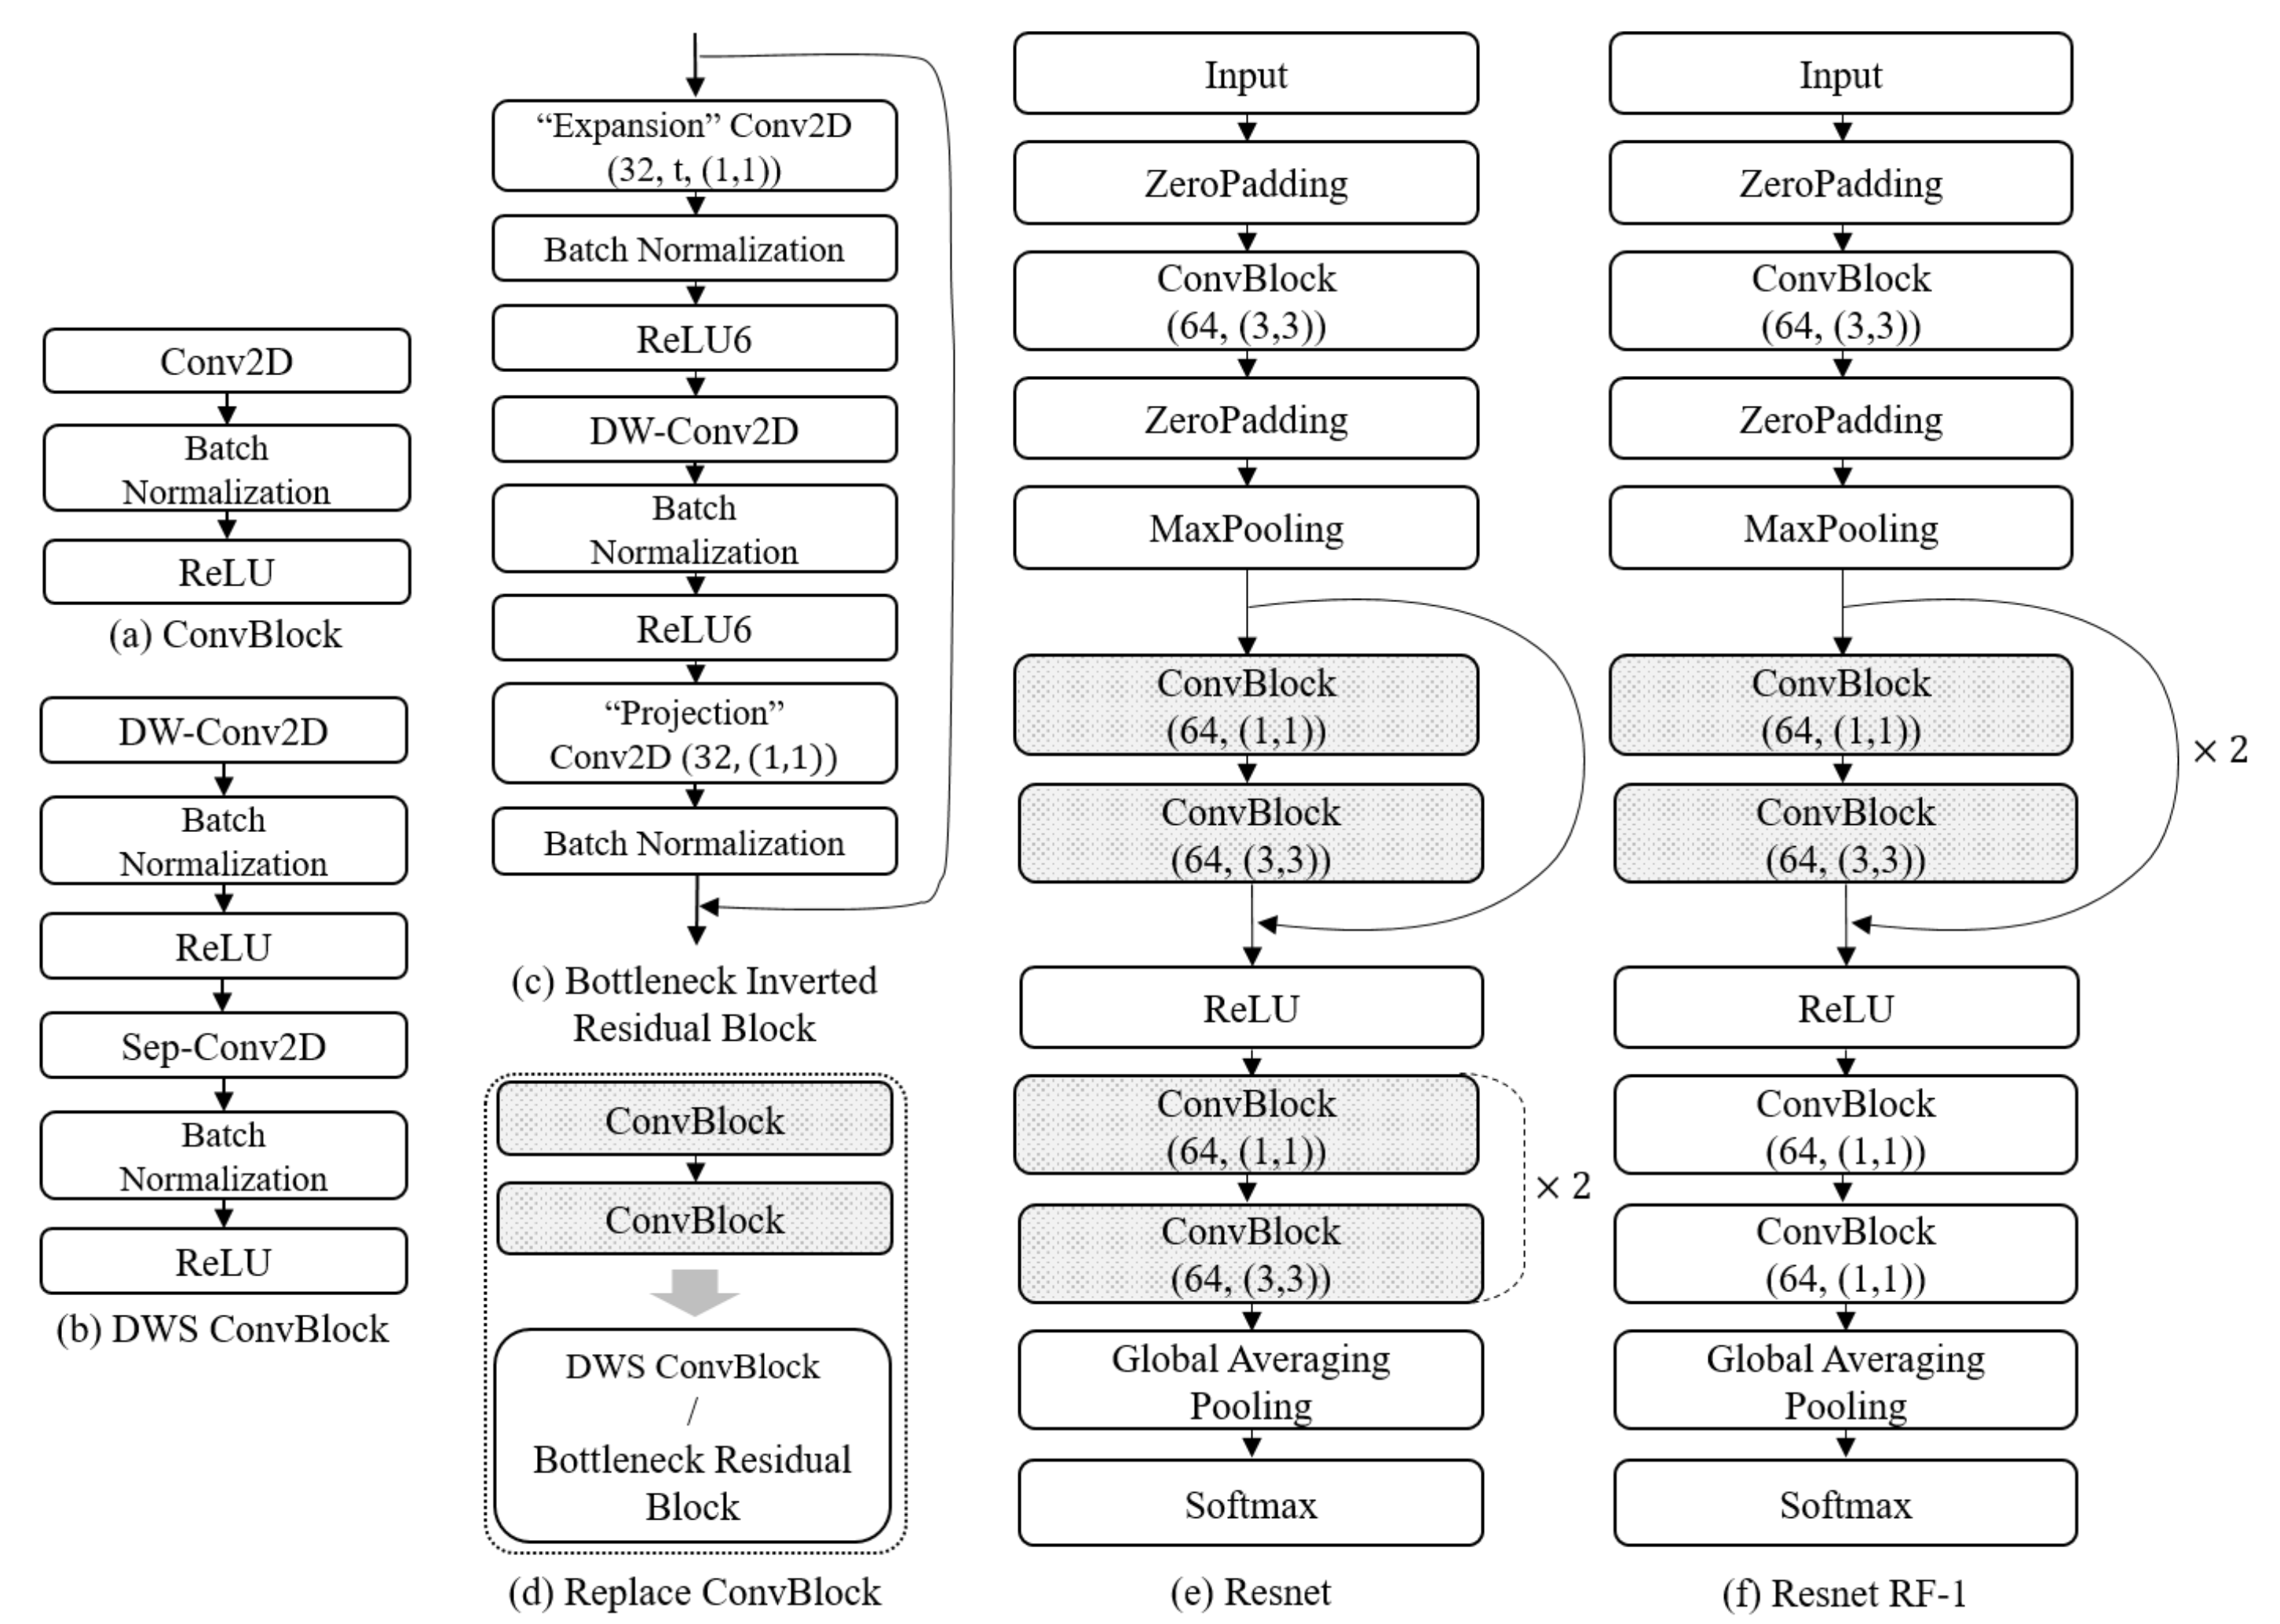 Conv2D
Batch
Normalization
ReLU
(a) ConvBlock
DW-Conv2D
Batch
Normalization
ReLU
Sep-Conv2D
Batch
Normalization
ReLU
(b) DWS ConvBlock
“Expansion” Conv2D
(32, t, (1,1))
Batch Normalization
ReLU6
DW-Conv2D
Batch
Normalization
ReLU6
“Projection”
Conv2D (32, (1,1))
Batch Normalization
(c) Bottleneck Inverted
Residual Block
ConvBlock
ConvBlock
DWS ConvBlock
/
Bottleneck Residual
Block
(d) Replace ConvBlock
Input
ZeroPadding
ConvBlock
(64, (3,3))
ZeroPadding
MaxPooling
ConvBlock
(64, (1,1))
ConvBlock
(64, (3,3))
ReLU
ConvBlock
(64, (1,1))
ConvBlock
(64, (3,3))
× 2
Global Averaging
Pooling
Softmax
(e) Resnet
Input
ZeroPadding
ConvBlock
(64, (3,3))
ZeroPadding
MaxPooling
ConvBlock
(64, (1,1))
ConvBlock
(64, (3,3))
× 2
ReLU
ConvBlock
(64, (1,1))
ConvBlock
(64, (1,1))
Global Averaging
Pooling
Softmax
(f) Resnet RF-1